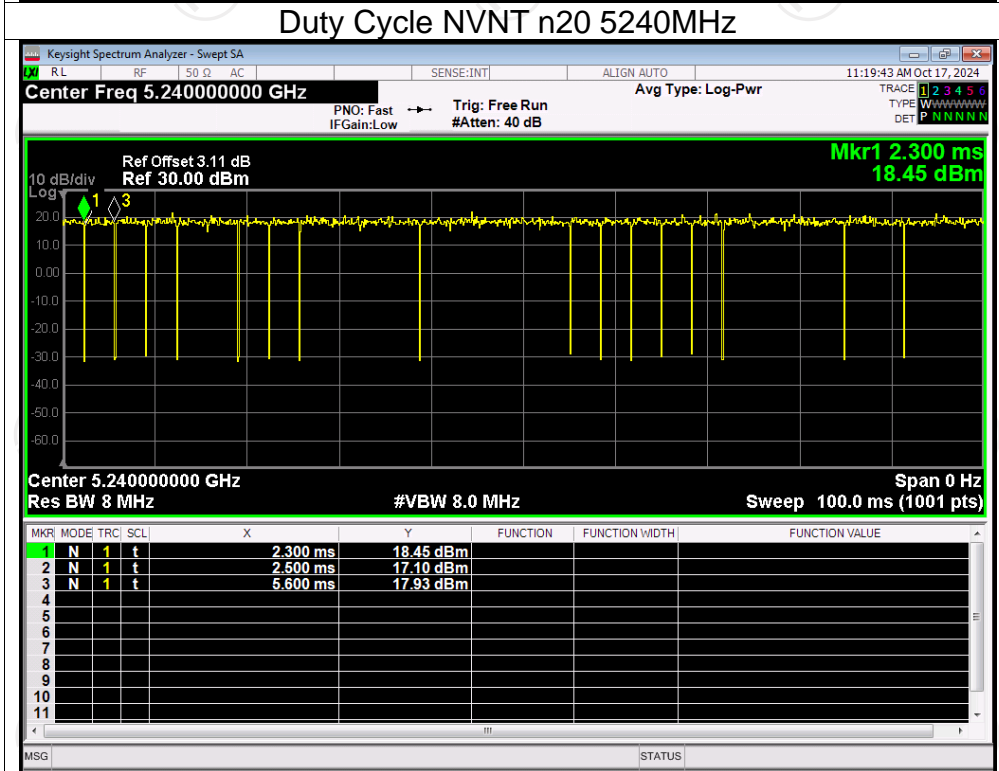 Duty Cycle NVNT n20 5240MHz
Keysight Spectrum Analyzer - Swept SA
LXI RL RF 50 Ω AC SENSE:INT ALIGN AUTO 11:19:43 AM Oct 17, 2024
Center Freq 5.240000000 GHz Avg Type: Log-Pwr TRACE 1 2 3 4 5 6
PNO: Fast Trig: Free Run TYPE WWWWWWW
IFGain:Low #Atten: 40 dB DET P N N N N N
Mkr1 2.300 ms
Ref Offset 3.11 dB
10 dB/div Ref 30.00 dBm 18.45 dBm
Log
1 3
20.0
10.0
0.00
-10.0
-20.0
-30.0
-40.0
-50.0
-60.0
Center 5.240000000 GHz Span 0 Hz
Res BW 8 MHz #VBW 8.0 MHz Sweep 100.0 ms (1001 pts)
MKR MODE TRC SCL X Y FUNCTION FUNCTION WIDTH FUNCTION VALUE
1 N 1 t 2.300 ms 18.45 dBm
2 N 1 t 2.500 ms 17.10 dBm
3 N 1 t 5.600 ms 17.93 dBm
4
5
6
7
8
9
10
11
MSG STATUS